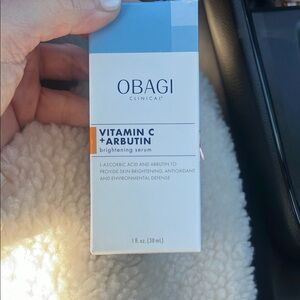 OBAGI
CLINICAL®
VITAMIN C
+ARBUTIN
brightening serum
L-ASCORBIC ACID AND ARBUTIN TO
PROVIDE SKIN BRIGHTENING, ANTIOXIDANT
AND ENVIRONMENTAL DEFENSE
1 fl. oz. (30 mL)